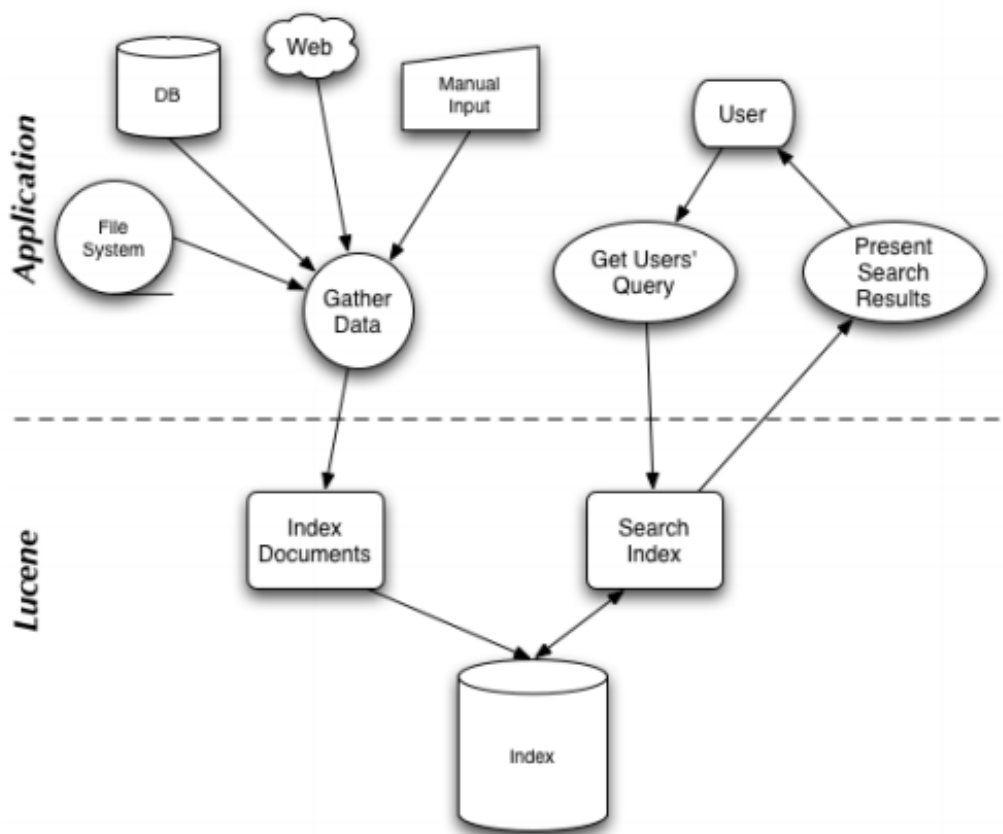 Application
Web
DB
Manual
Input
User
File
System
Gather
Data
Get Users'
Query
Present
Search
Results
Lucene
Index
Documents
Search
Index
Index